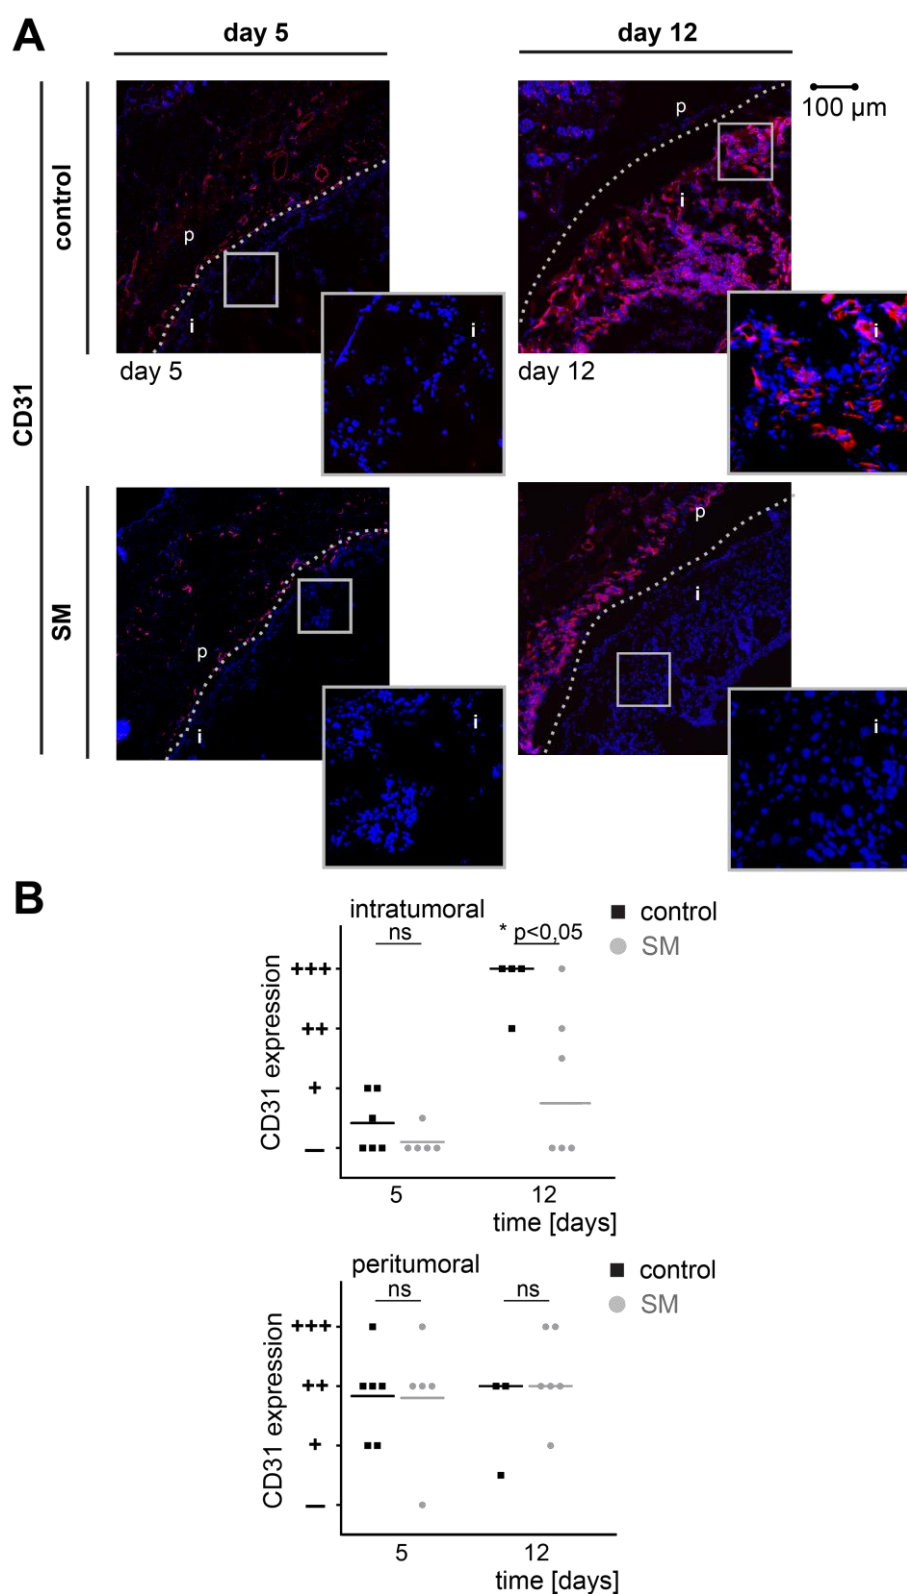 A
day 5
day 12
100 µm
control
CD31
SM
p
i
i
day 5
p
i
i
day 12
p
i
i
p
i
i
B
intratumoral
ns
* p<0,05
control
SM
CD31 expression
+++
++
+
—
5
12
time [days]
peritumoral
ns
ns
control
SM
CD31 expression
+++
++
+
—
5
12
time [days]